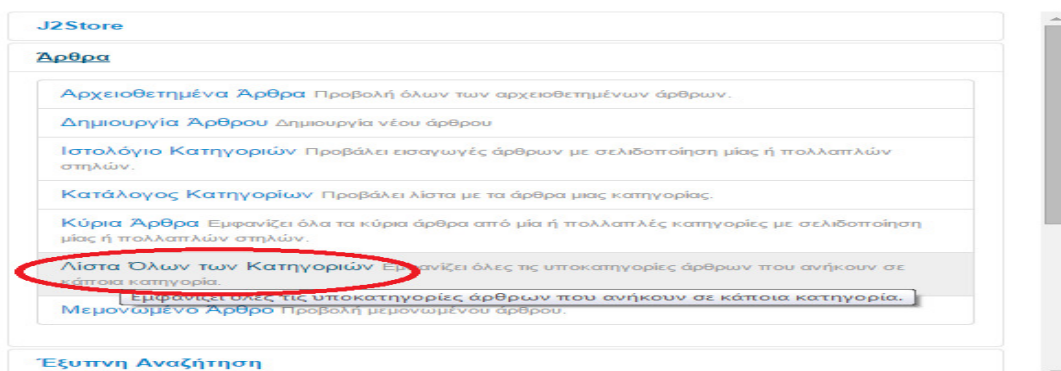 J2Store
Άρθρα
Αρχειοθετημένα Άρθρα Προβολή όλων των αρχειοθετημένων άρθρων.
Δημιουργία Άρθρου Δημιουργία νέου άρθρου
Ιστολόγιο Κατηγοριών Προβάλει εισαγωγές άρθρων με σελιδοποίηση μίας ή πολλαπλών
στηλών.
Κατάλογος Κατηγορίων Προβάλει λίστα με τα άρθρα μιας κατηγορίας.
Κύρια Άρθρα Εμφανίζει όλα τα κύρια άρθρα από μία ή πολλαπλές κατηγορίες με σελιδοποίηση
μίας ή πολλαπλών στηλών.
Λίστα Όλων των Κατηγοριών Εμφανίζει όλες τις υποκατηγορίες άρθρων που ανήκουν σε
κάποια κατηγορία.
Εμφανίζει όλες τις υποκατηγορίες άρθρων που ανήκουν σε κάποια κατηγορία.
Μεμονωμένο Άρθρο Προβολή μεμονωμένου άρθρου.
Έξυπνη Αναζήτηση